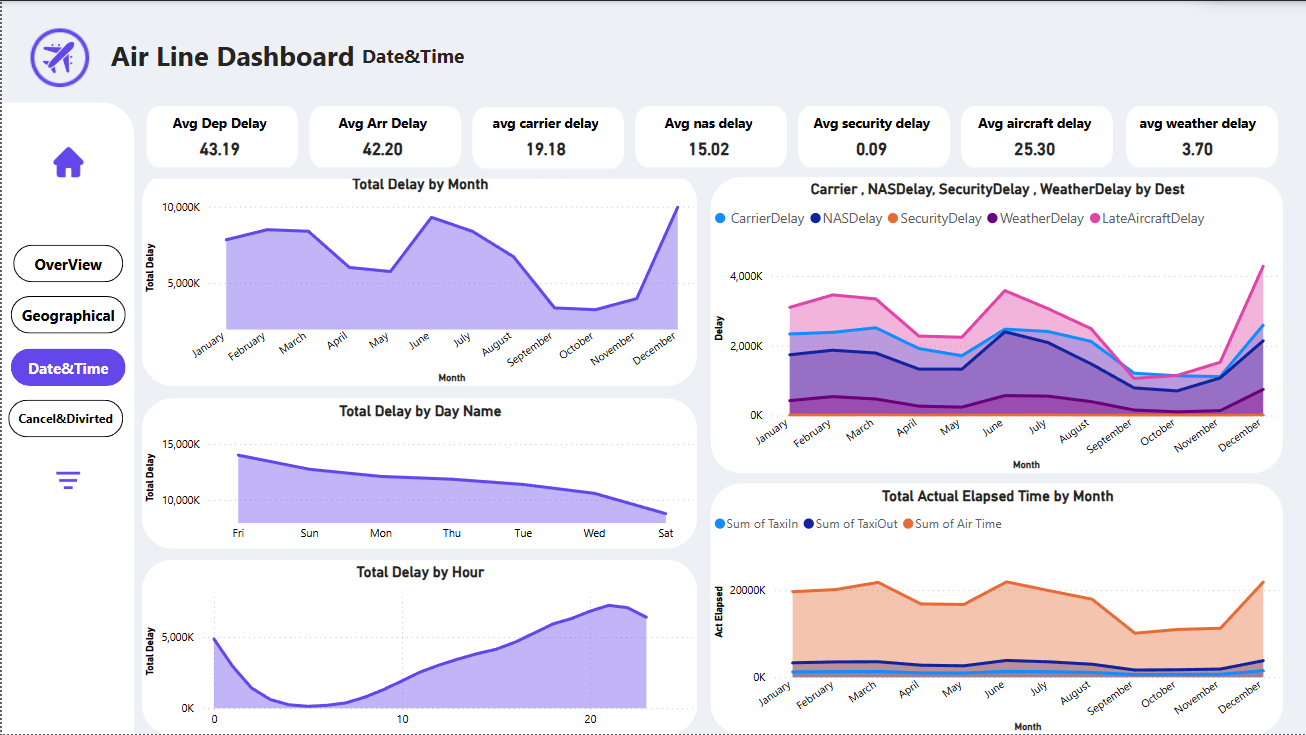 Air Line Dashboard Date&Time
OverView
Geographical
Date&Time
Cancel&Divirted
Avg Dep Delay
43.19
Avg Arr Delay
42.20
avg carrier delay
19.18
Avg nas delay
15.02
Avg security delay
0.09
Avg aircraft delay
25.30
avg weather delay
3.70
Total Delay by Month
Total Delay
10,000K
5,000K
January
February
March
April
May
June
July
August
September
October
November
December
Month
Total Delay by Day Name
Total Delay
15,000K
10,000K
Fri Sun Mon Thu Tue Wed Sat
Total Delay by Hour
Total Delay
5,000K
0K
0 10 20
Carrier , NASDelay, SecurityDelay , WeatherDelay by Dest
CarrierDelay NASDelay SecurityDelay WeatherDelay LateAircraftDelay
Delay
4,000K
2,000K
0K
January
February
March
April
May
June
July
August
September
October
November
December
Month
Total Actual Elapsed Time by Month
Sum of TaxiIn Sum of TaxiOut Sum of Air Time
Act Elapsed
20000K
0K
January
February
March
April
May
June
July
August
September
October
November
December
Month